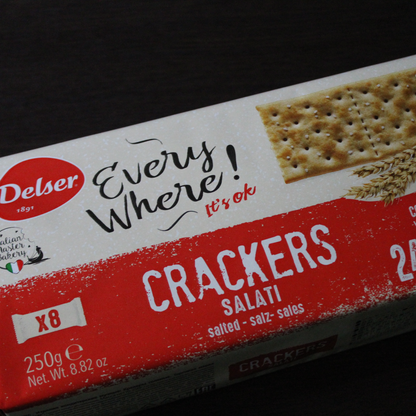 Delser
1891
Every
Where!
It's ok
Italian
Master
Bakery
CRACKERS
SALATI
salted - salz - sales
x8
250g e
Net. Wt. 8.82 oz
CRACKERS